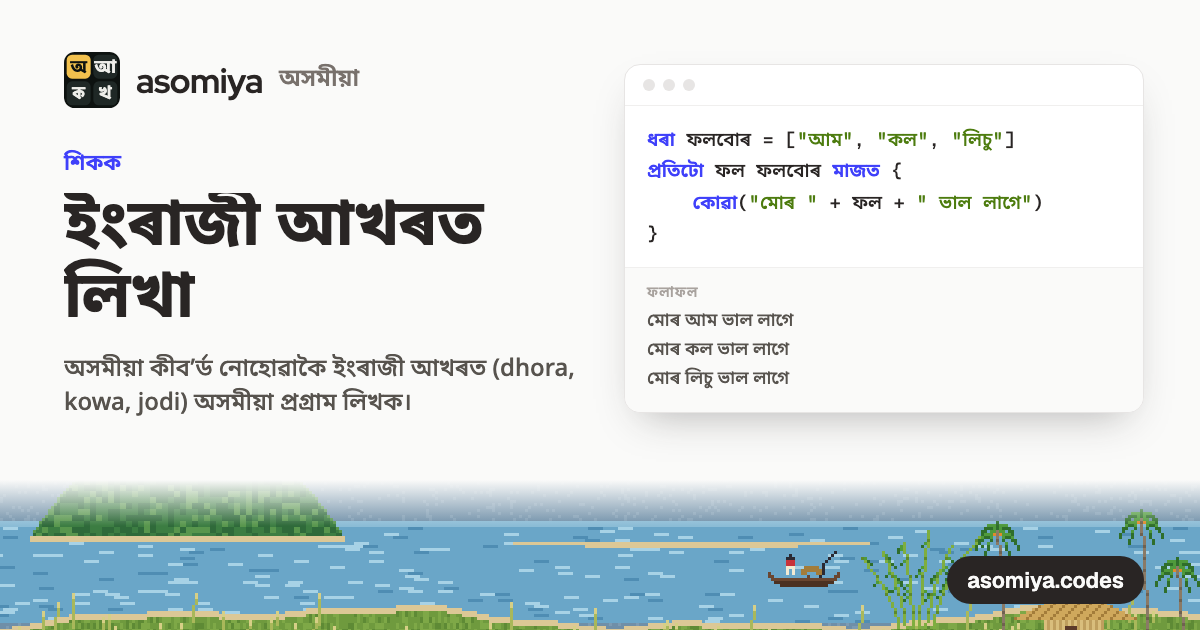 অ আ
ক খ
asomiya অসমীয়া
শিকক
ইংৰাজী আখৰত
লিখা
অসমীয়া কীব'ৰ্ড নোহোৱাকৈ ইংৰাজী আখৰত (dhora,
kowa, jodi) অসমীয়া প্ৰগ্ৰাম লিখক।
ধৰা ফলবোৰ = ["আম", "কল", "লিচু"]
প্ৰতিটো ফল ফলবোৰ মাজত {
    কোৱা("মোৰ " + ফল + " ভাল লাগে")
}
ফলাফল
মোৰ আম ভাল লাগে
মোৰ কল ভাল লাগে
মোৰ লিচু ভাল লাগে
asomiya.codes